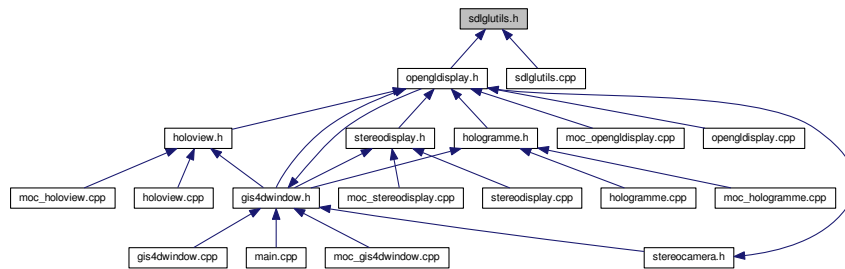 sdlglutils.h
opengldisplay.h
sdlglutils.cpp
holoview.h
stereodisplay.h
hologramme.h
moc_opengldisplay.cpp
opengldisplay.cpp
moc_holoview.cpp
holoview.cpp
gis4dwindow.h
moc_stereodisplay.cpp
stereodisplay.cpp
hologramme.cpp
moc_hologramme.cpp
gis4dwindow.cpp
main.cpp
moc_gis4dwindow.cpp
stereocamera.h